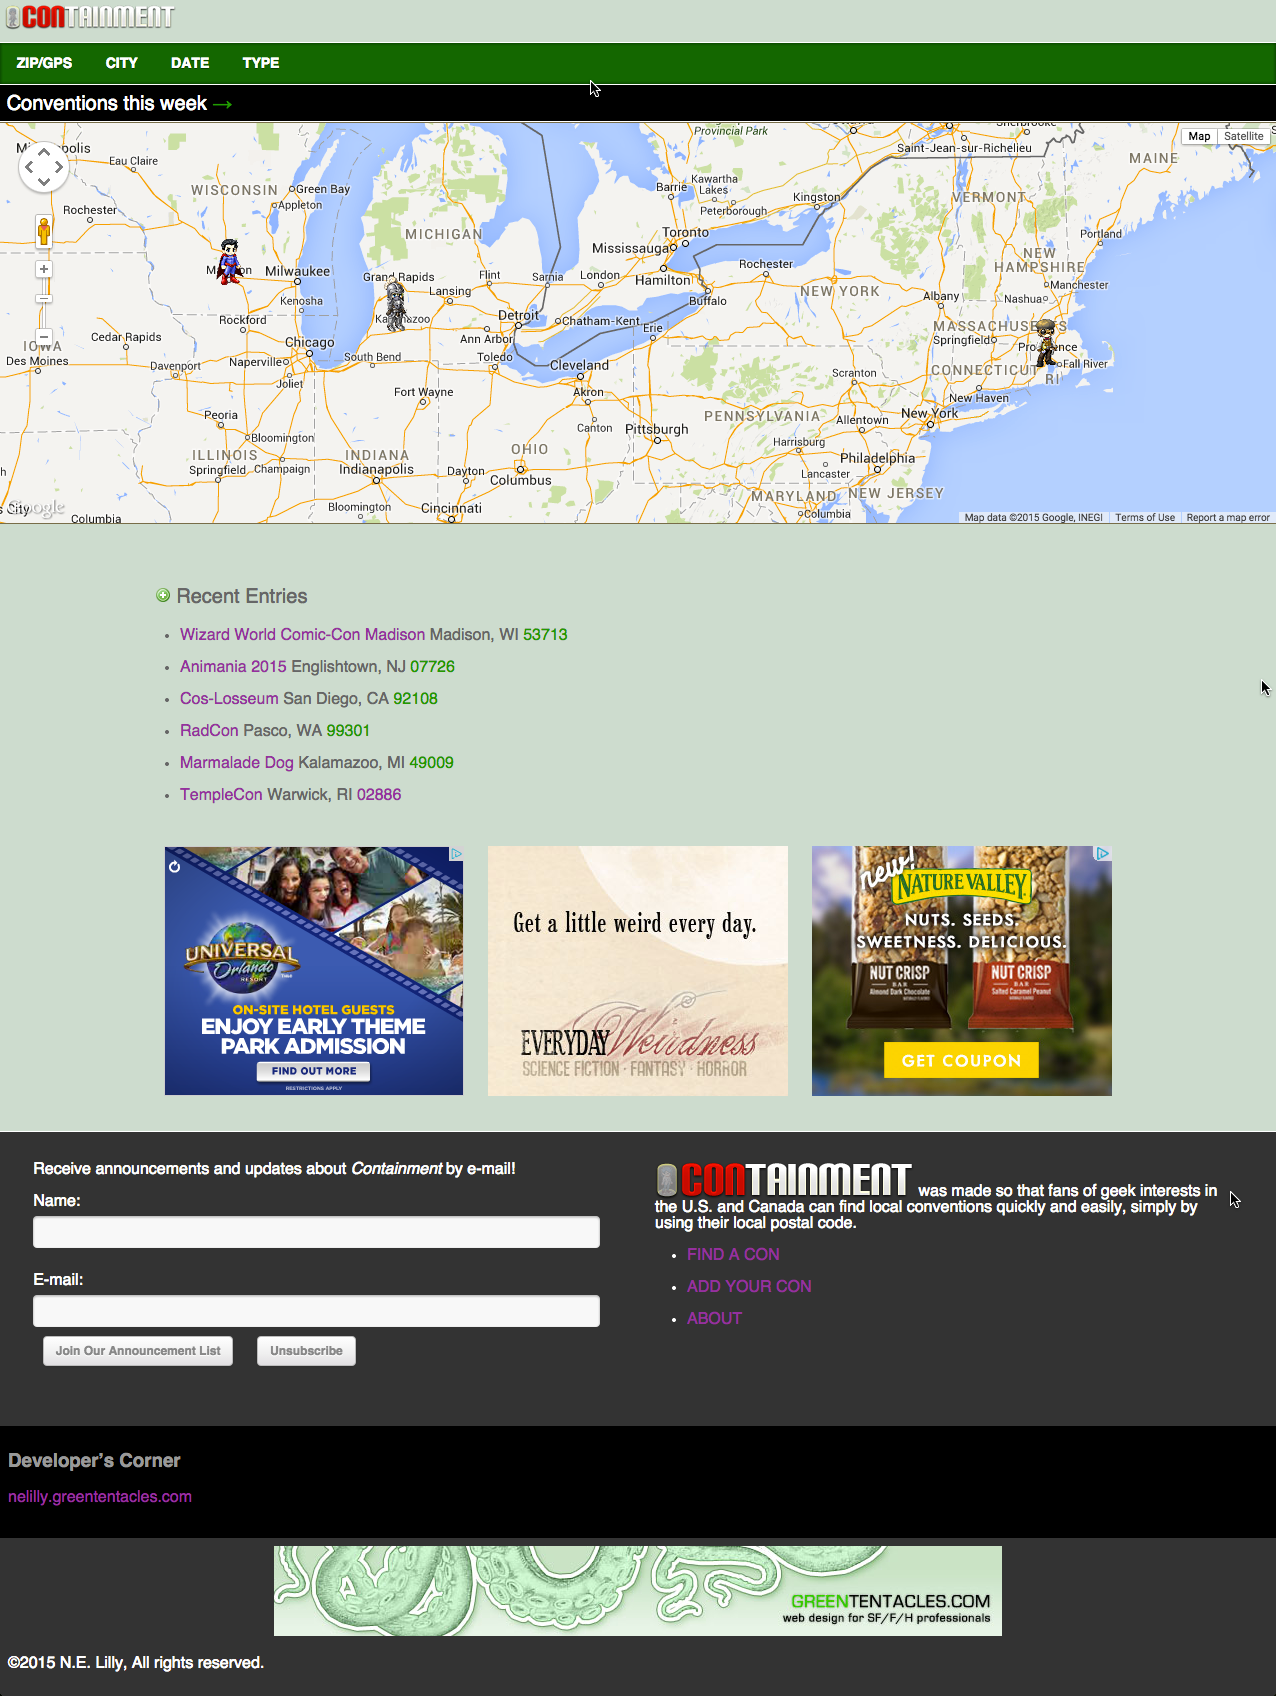 CONTAINMENT
ZIP/GPS CITY DATE TYPE
Conventions this week →
Map Satellite
Provincial Park
Saint-Jean-sur-Richelieu
MAINE
Eau Claire
WISCONSIN
Green Bay
Appleton
Barrie
Kawartha
Lakes
Kingston
VERMONT
Rochester
Peterborough
MICHIGAN
Toronto
Portland
Mississauga
NEW
HAMPSHIRE
Milwaukee
Grand Rapids
Flint
Sarnia
London
Hamilton
Rochester
Manchester
Lansing
NEW YORK
Albany
Nashua
Kenosha
Buffalo
Rockford
Detroit
Chatham-Kent
Erie
MASSACHUSETTS
Cedar Rapids
Chicago
Ann Arbor
Springfield
IOWA
Des Moines
Davenport
Naperville
South Bend
Toledo
Cleveland
Fall River
Joliet
Scranton
CONNECTICUT
RI
Fort Wayne
Akron
New Haven
Peoria
PENNSYLVANIA
New York
Canton
Pittsburgh
Allentown
Bloomington
Harrisburg
ILLINOIS
INDIANA
OHIO
Philadelphia
Springfield
Champaign
Indianapolis
Dayton
Columbus
Lancaster
MARYLAND
NEW JERSEY
Bloomington
Cincinnati
Columbia
Google
Columbia
Map data ©2015 Google, INEGI Terms of Use Report a map error
Recent Entries
• Wizard World Comic-Con Madison Madison, WI 53713
• Animania 2015 Englishtown, NJ 07726
• Cos-Losseum San Diego, CA 92108
• RadCon Pasco, WA 99301
• Marmalade Dog Kalamazoo, MI 49009
• TempleCon Warwick, RI 02886
UNIVERSAL
Orlando
RESORT
ON-SITE HOTEL GUESTS
ENJOY EARLY THEME
PARK ADMISSION
FIND OUT MORE
RESTRICTIONS APPLY
Get a little weird every day.
EVERYDAY Weirdness
SCIENCE FICTION · FANTASY · HORROR
new!
NATURE VALLEY
NUTS. SEEDS.
SWEETNESS. DELICIOUS.
NUT CRISP
BAR
Almond Dark Chocolate
NUT CRISP
BAR
Salted Caramel Peanut
GET COUPON
Receive announcements and updates about Containment by e-mail!
Name:
E-mail:
Join Our Announcement List Unsubscribe
CONTAINMENT was made so that fans of geek interests in
the U.S. and Canada can find local conventions quickly and easily, simply by
using their local postal code.
• FIND A CON
• ADD YOUR CON
• ABOUT
Developer's Corner
nelilly.greententacles.com
GREENTENTACLES.COM
web design for SF/F/H professionals
©2015 N.E. Lilly, All rights reserved.